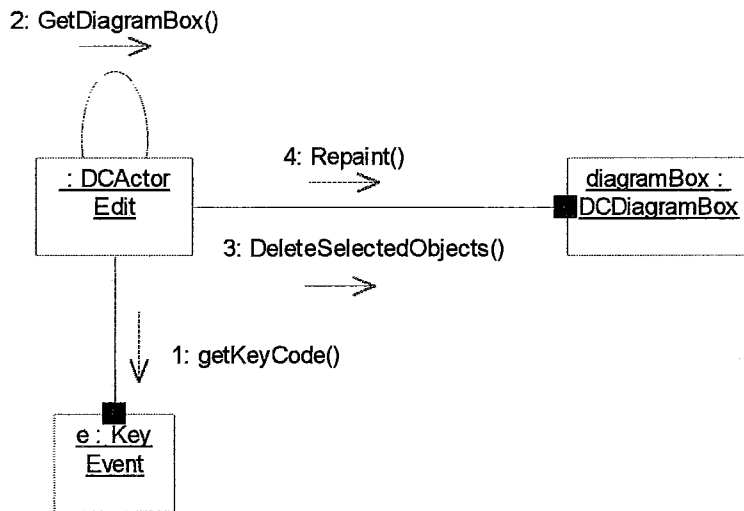 2: GetDiagramBox()
4: Repaint()
: DCActor
Edit
diagramBox :
DCDiagramBox
3: DeleteSelectedObjects()
1: getKeyCode()
e : Key
Event